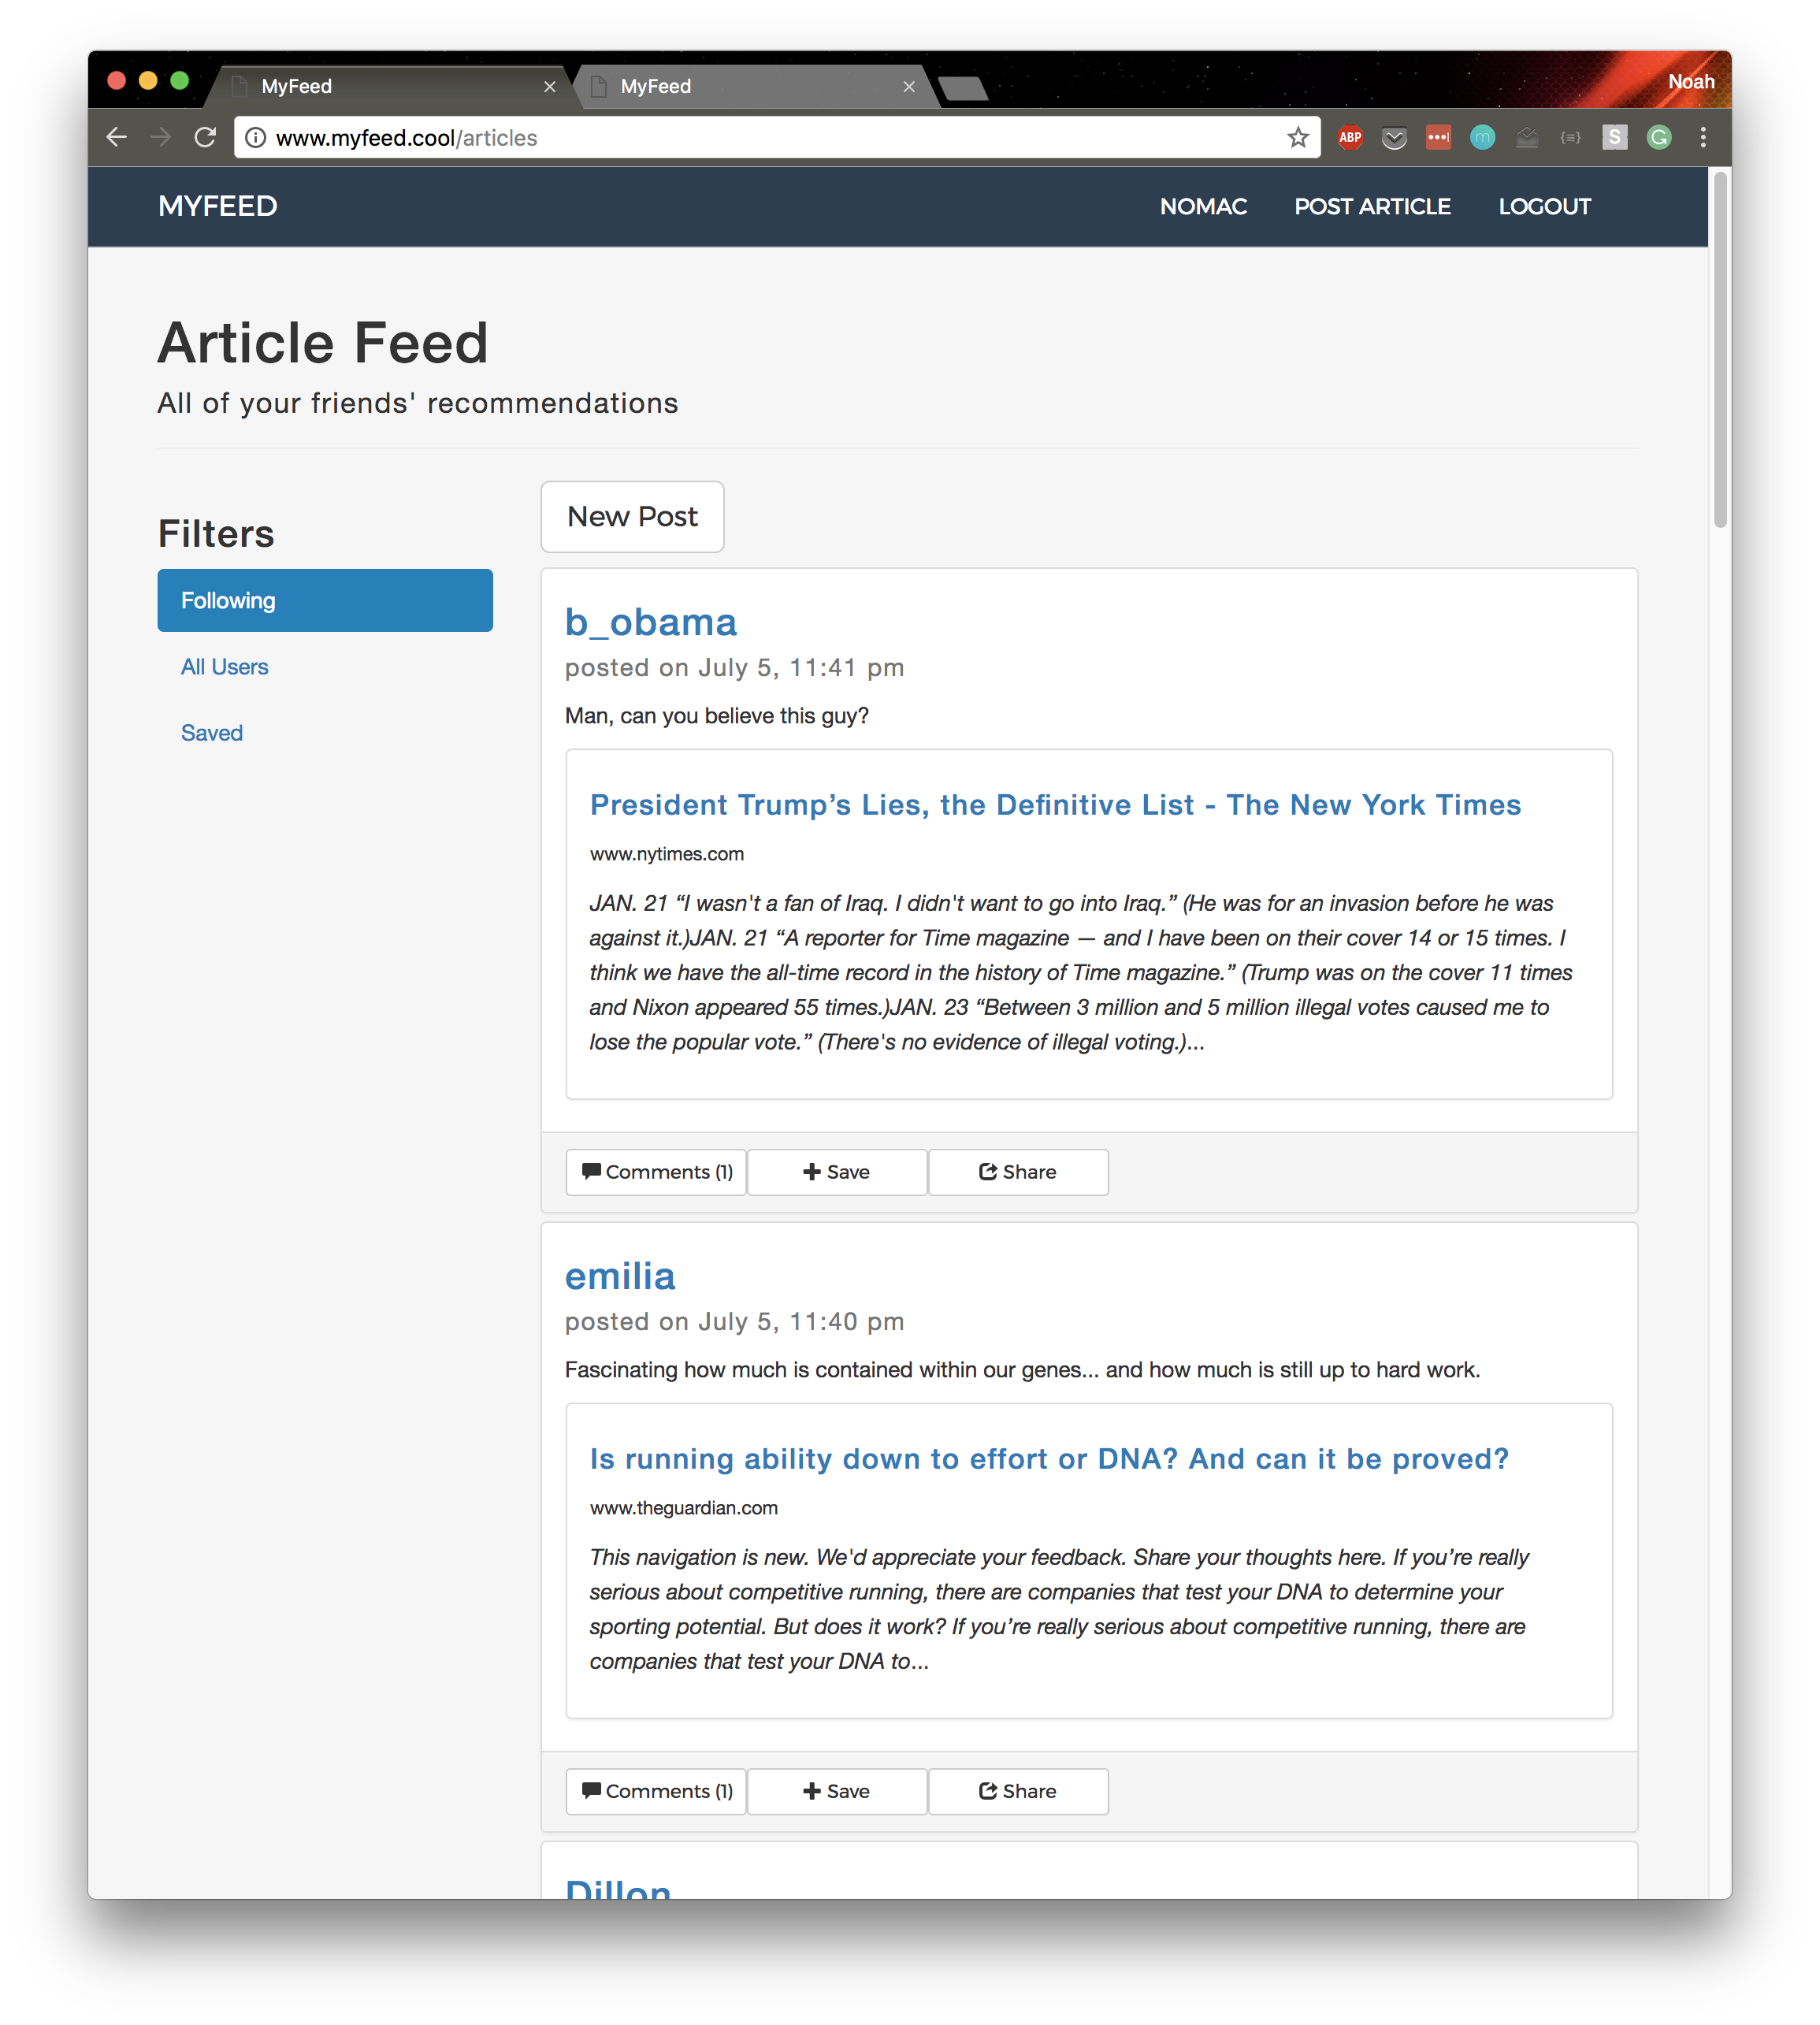 MyFeed
MyFeed
Noah
www.myfeed.cool/articles
ABP
m
{≡}
S
G
MYFEED
NOMAC
POST ARTICLE
LOGOUT
Article Feed
All of your friends' recommendations
Filters
Following
All Users
Saved
New Post
b_obama
posted on July 5, 11:41 pm
Man, can you believe this guy?
President Trump’s Lies, the Definitive List - The New York Times
www.nytimes.com
JAN. 21 “I wasn't a fan of Iraq. I didn't want to go into Iraq.” (He was for an invasion before he was
against it.)JAN. 21 “A reporter for Time magazine — and I have been on their cover 14 or 15 times. I
think we have the all-time record in the history of Time magazine.” (Trump was on the cover 11 times
and Nixon appeared 55 times.)JAN. 23 “Between 3 million and 5 million illegal votes caused me to
lose the popular vote.” (There's no evidence of illegal voting.)...
Comments (1)
Save
Share
emilia
posted on July 5, 11:40 pm
Fascinating how much is contained within our genes... and how much is still up to hard work.
Is running ability down to effort or DNA? And can it be proved?
www.theguardian.com
This navigation is new. We'd appreciate your feedback. Share your thoughts here. If you’re really
serious about competitive running, there are companies that test your DNA to determine your
sporting potential. But does it work? If you’re really serious about competitive running, there are
companies that test your DNA to...
Comments (1)
Save
Share
Dillon